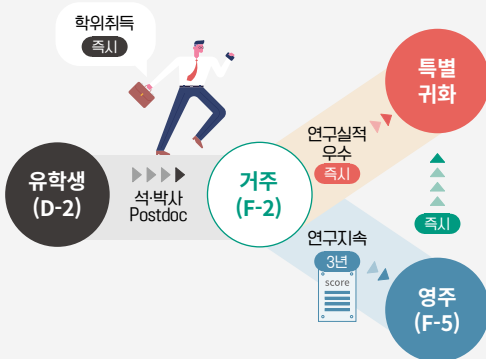 학위취득
즉시
유학생
(D-2)
석·박사
Postdoc
거주
(F-2)
연구실적
우수
즉시
특별
귀화
연구지속
3년
score
즉시
영주
(F-5)